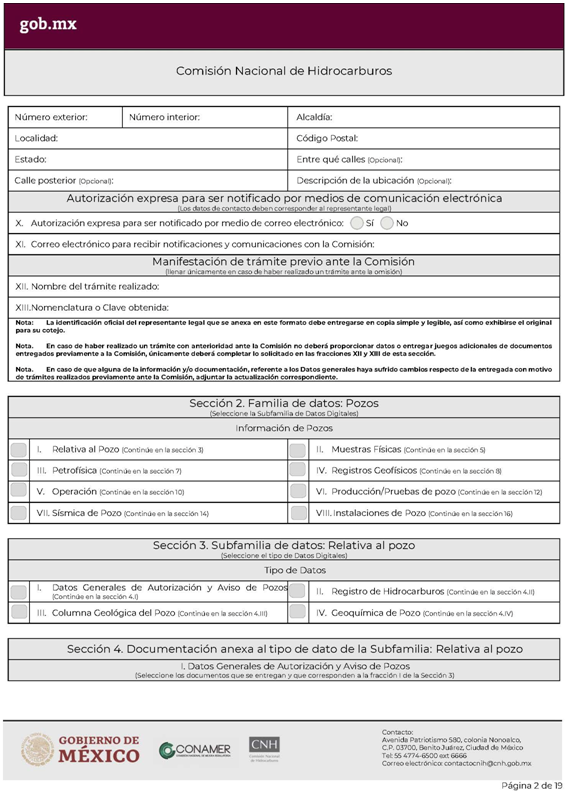 gob.mx
Comisión Nacional de Hidrocarburos
Número exterior: Número interior: Alcaldía:
Localidad: Código Postal:
Estado: Entre qué calles (Opcional):
Calle posterior (Opcional): Descripción de la ubicación (Opcional):
Autorización expresa para ser notificado por medios de comunicación electrónica
(Los datos de contacto deben corresponder al representante legal)
X. Autorización expresa para ser notificado por medio de correo electrónico: Sí No
XI. Correo electrónico para recibir notificaciones y comunicaciones con la Comisión:
Manifestación de trámite previo ante la Comisión
(llenar únicamente en caso de haber realizado un trámite ante la omisión)
XII. Nombre del trámite realizado:
XIII.Nomenclatura o Clave obtenida:
Nota: La identificación oficial del representante legal que se anexa en este formato debe entregarse en copia simple y legible, así como exhibirse el original
para su cotejo.
Nota. En caso de haber realizado un trámite con anterioridad ante la Comisión no deberá proporcionar datos o entregar juegos adicionales de documentos
entregados previamente a la Comisión, únicamente deberá completar lo solicitado en las fracciones XII y XIII de esta sección.
Nota. En caso de que alguna de la información y/o documentación, referente a los Datos generales haya sufrido cambios respecto de la entregada con motivo
de trámites realizados previamente ante la Comisión, adjuntar la actualización correspondiente.
Sección 2. Familia de datos: Pozos
(Seleccione la Subfamilia de Datos Digitales)
Información de Pozos
I. Relativa al Pozo (Continúe en la sección 3) II. Muestras Físicas (Continúe en la sección 5)
III. Petrofísica (Continúe en la sección 7) IV. Registros Geofísicos (Continúe en la sección 8)
V. Operación (Continúe en la sección 10) VI. Producción/Pruebas de pozo (Continúe en la sección 12)
VII. Sísmica de Pozo (Continúe en la sección 14) VIII. Instalaciones de Pozo (Continúe en la sección 16)
Sección 3. Subfamilia de datos: Relativa al pozo
(Seleccione el tipo de Datos Digitales)
Tipo de Datos
I. Datos Generales de Autorización y Aviso de Pozos
(Continúe en la sección 4.I) II. Registro de Hidrocarburos (Continúe en la sección 4.II)
III. Columna Geológica del Pozo (Continúe en la sección 4.III) IV. Geoquímica de Pozo (Continúe en la sección 4.IV)
Sección 4. Documentación anexa al tipo de dato de la Subfamilia: Relativa al pozo
I. Datos Generales de Autorización y Aviso de Pozos
(Seleccione los documentos que se entregan y que corresponden a la fracción I de la Sección 3)
GOBIERNO DE
MÉXICO
CONAMER
CNH
Comisión Nacional
de Hidrocarburos
Contacto:
Avenida Patriotismo 580, colonia Nonoalco,
C.P. 03700, Benito Juárez, Ciudad de México
Tel: 55 4774-6500 ext 6666
Correo electrónico: contactocnih@cnh.gob.mx
Página 2 de 19